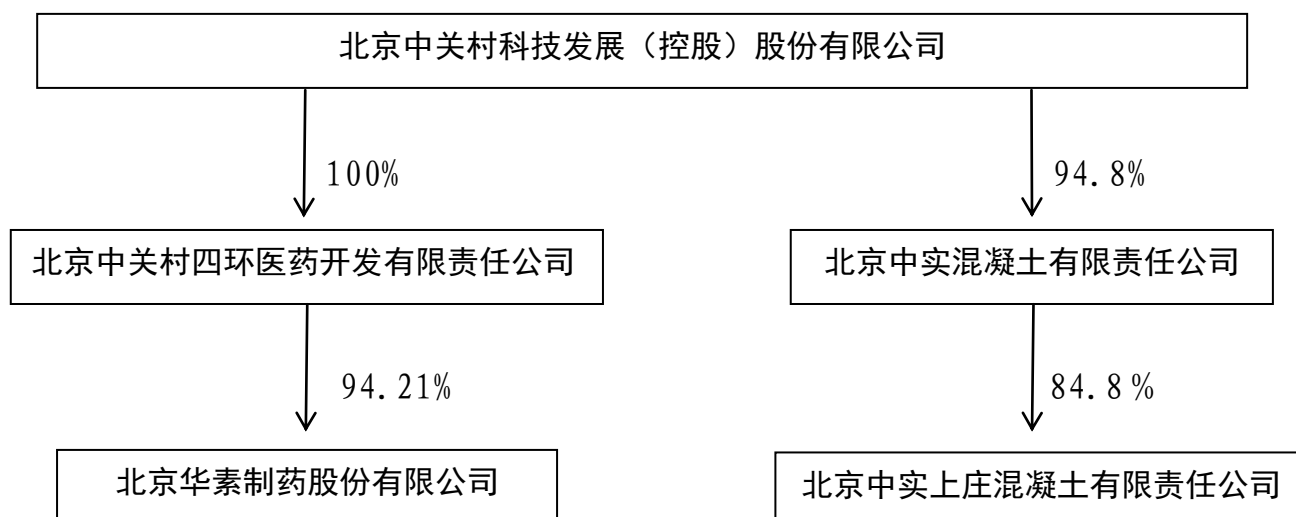 北京中关村科技发展（控股）股份有限公司
100%
94.8%
北京中关村四环医药开发有限责任公司
北京中实混凝土有限责任公司
94.21%
84.8%
北京华素制药股份有限公司
北京中实上庄混凝土有限责任公司